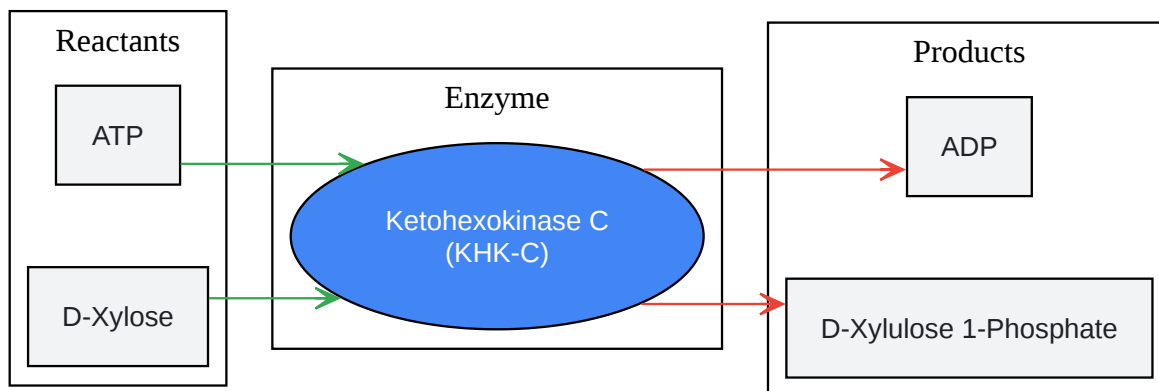 Reactants
ATP
D-Xylose
Enzyme
Ketohexokinase C
(KHK-C)
Products
ADP
D-Xylulose 1-Phosphate